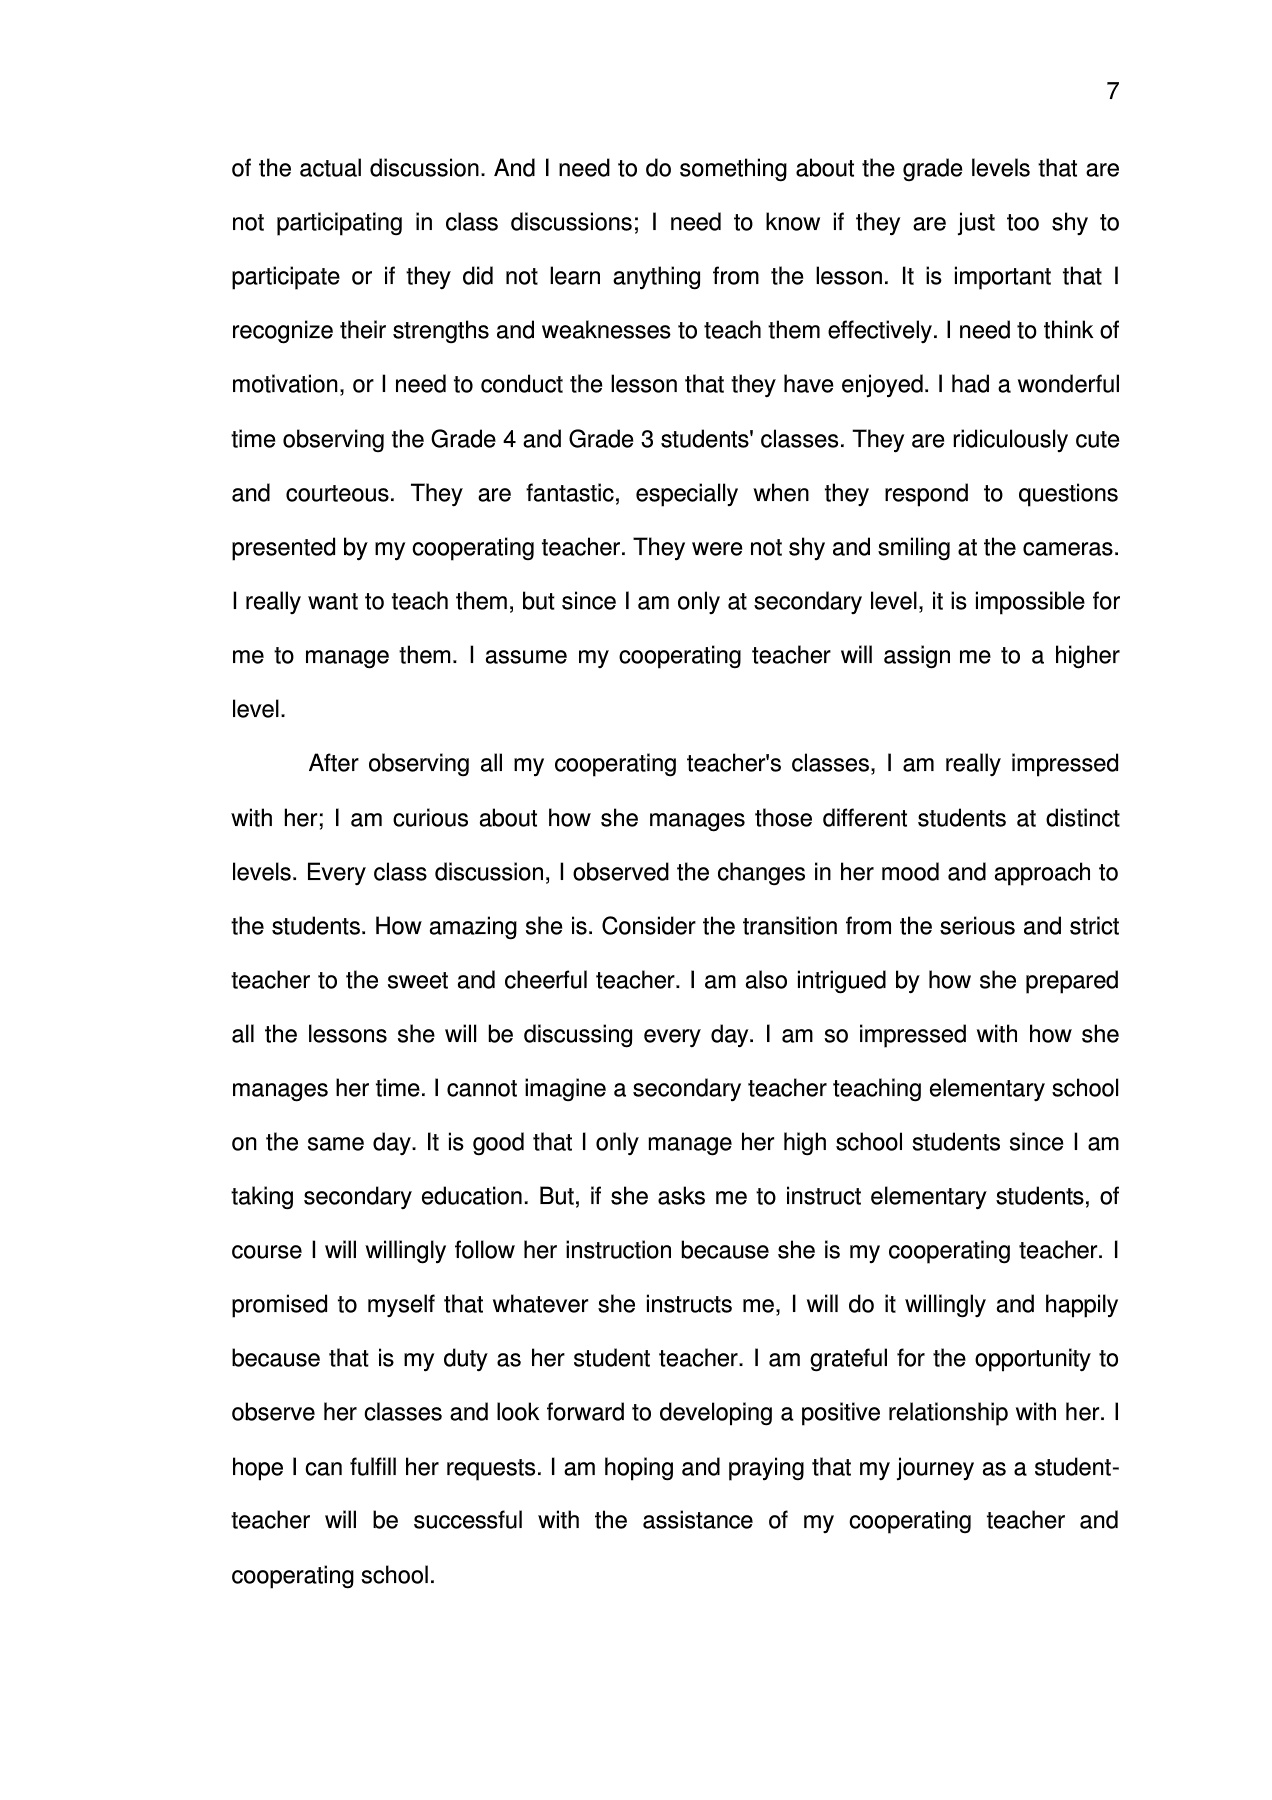 7
of the actual discussion. And I need to do something about the grade levels that are
not participating in class discussions; I need to know if they are just too shy to
participate or if they did not learn anything from the lesson. It is important that I
recognize their strengths and weaknesses to teach them effectively. I need to think of
motivation, or I need to conduct the lesson that they have enjoyed. I had a wonderful
time observing the Grade 4 and Grade 3 students' classes. They are ridiculously cute
and courteous. They are fantastic, especially when they respond to questions
presented by my cooperating teacher. They were not shy and smiling at the cameras.
I really want to teach them, but since I am only at secondary level, it is impossible for
me to manage them. I assume my cooperating teacher will assign me to a higher
level.
After observing all my cooperating teacher's classes, I am really impressed
with her; I am curious about how she manages those different students at distinct
levels. Every class discussion, I observed the changes in her mood and approach to
the students. How amazing she is. Consider the transition from the serious and strict
teacher to the sweet and cheerful teacher. I am also intrigued by how she prepared
all the lessons she will be discussing every day. I am so impressed with how she
manages her time. I cannot imagine a secondary teacher teaching elementary school
on the same day. It is good that I only manage her high school students since I am
taking secondary education. But, if she asks me to instruct elementary students, of
course I will willingly follow her instruction because she is my cooperating teacher. I
promised to myself that whatever she instructs me, I will do it willingly and happily
because that is my duty as her student teacher. I am grateful for the opportunity to
observe her classes and look forward to developing a positive relationship with her. I
hope I can fulfill her requests. I am hoping and praying that my journey as a student-
teacher will be successful with the assistance of my cooperating teacher and
cooperating school.